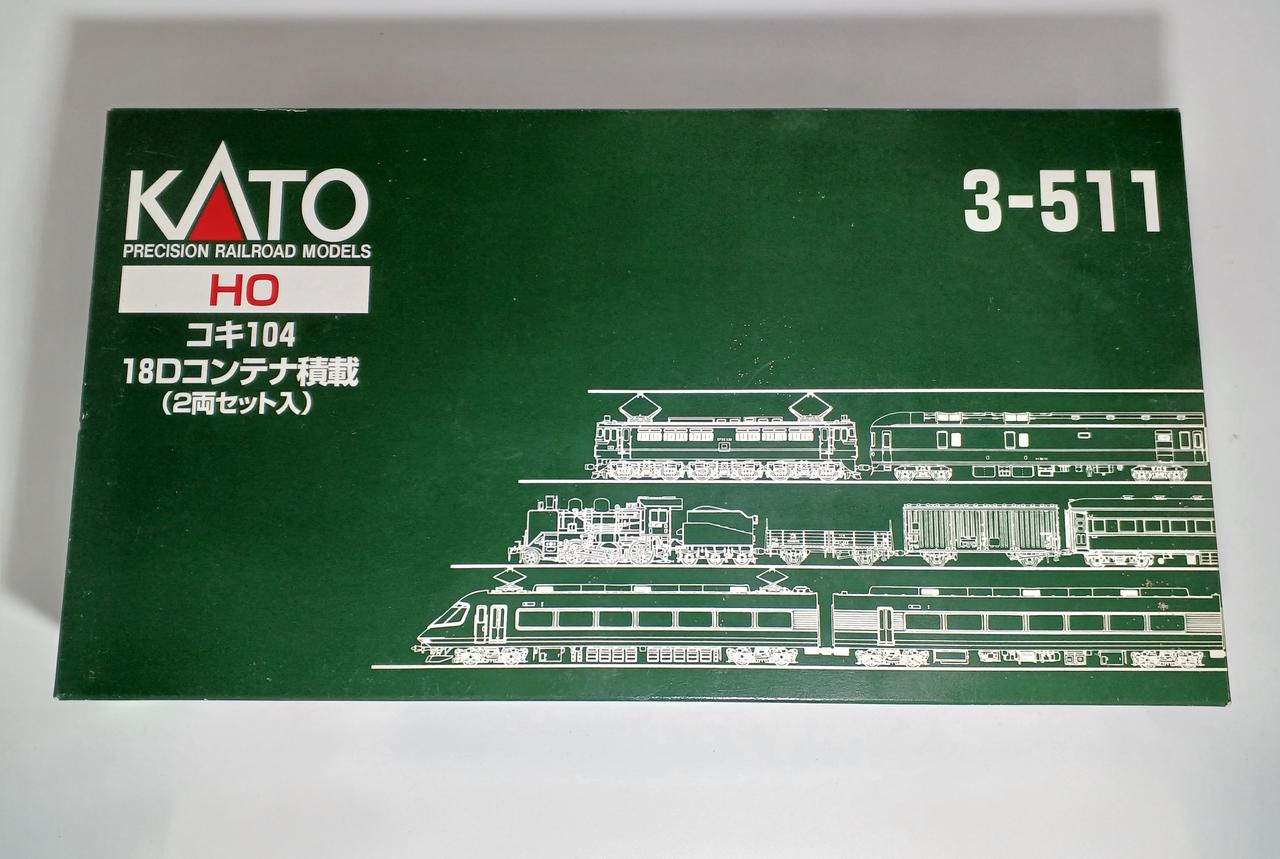 KATO
PRECISION RAILROAD MODELS
HO
コキ104
18Dコンテナ積載
(2両セット入)
3-511